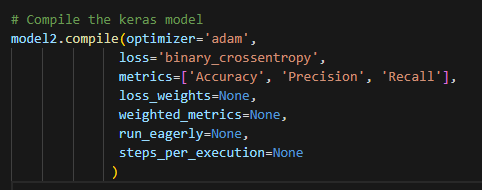 # Compile the keras model
model2.compile(optimizer='adam',
loss='binary_crossentropy',
metrics=['Accuracy', 'Precision', 'Recall'],
loss_weights=None,
weighted_metrics=None,
run_eagerly=None,
steps_per_execution=None
)